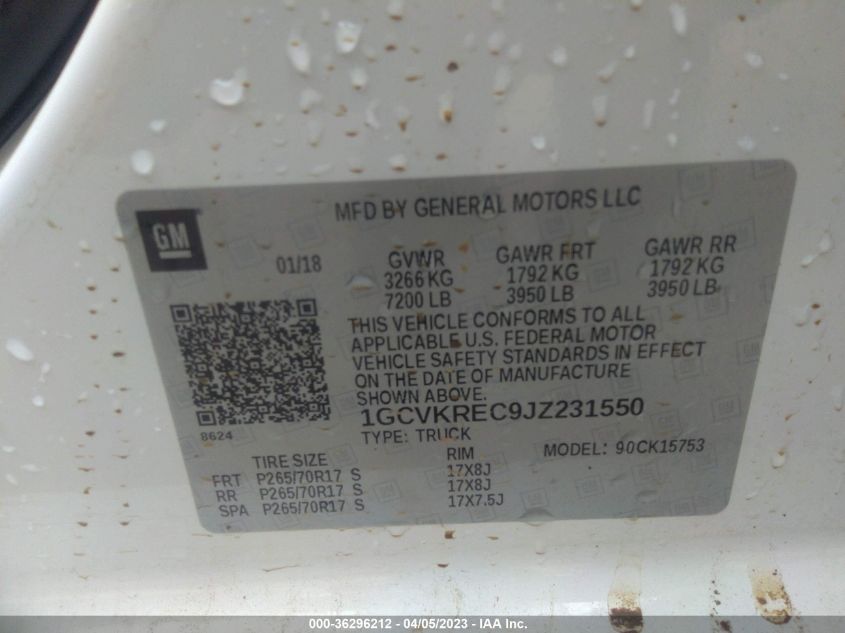 MFD BY GENERAL MOTORS LLC
GM
01/18
GVWR GAWR FRT GAWR RR
3266 KG 1792 KG 1792 KG
7200 LB 3950 LB 3950 LB
THIS VEHICLE CONFORMS TO ALL
APPLICABLE U.S. FEDERAL MOTOR
VEHICLE SAFETY STANDARDS IN EFFECT
ON THE DATE OF MANUFACTURE
SHOWN ABOVE.
1GCVKREC9JZ231550
8624
TYPE: TRUCK
MODEL: 90CK15753
TIRE SIZE RIM
FRT P265/70R17 S 17X8J
RR P265/70R17 S 17X8J
SPA P265/70R17 S 17X7.5J
000-36296212 - 04/05/2023 - IAA Inc.